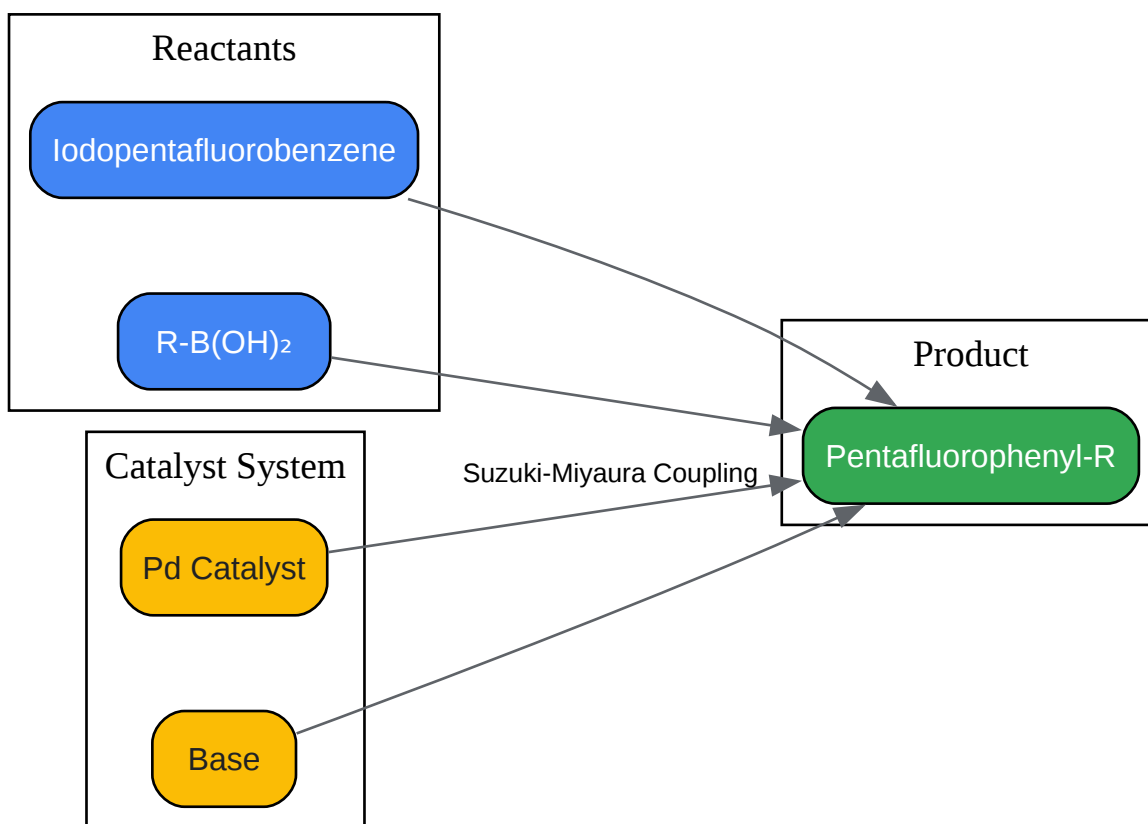 Reactants
Iodopentafluorobenzene
R-B(OH)₂
Catalyst System
Pd Catalyst
Base
Suzuki-Miyaura Coupling
Product
Pentafluorophenyl-R